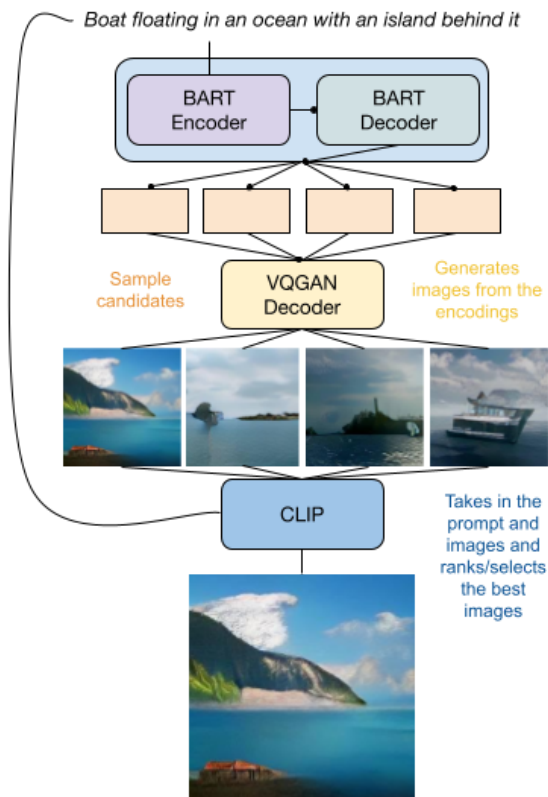 Boat floating in an ocean with an island behind it
BART
Encoder
BART
Decoder
Sample
candidates
VQGAN
Decoder
Generates
images from the
encodings
CLIP
Takes in the
prompt and
images and
ranks/selects
the best
images